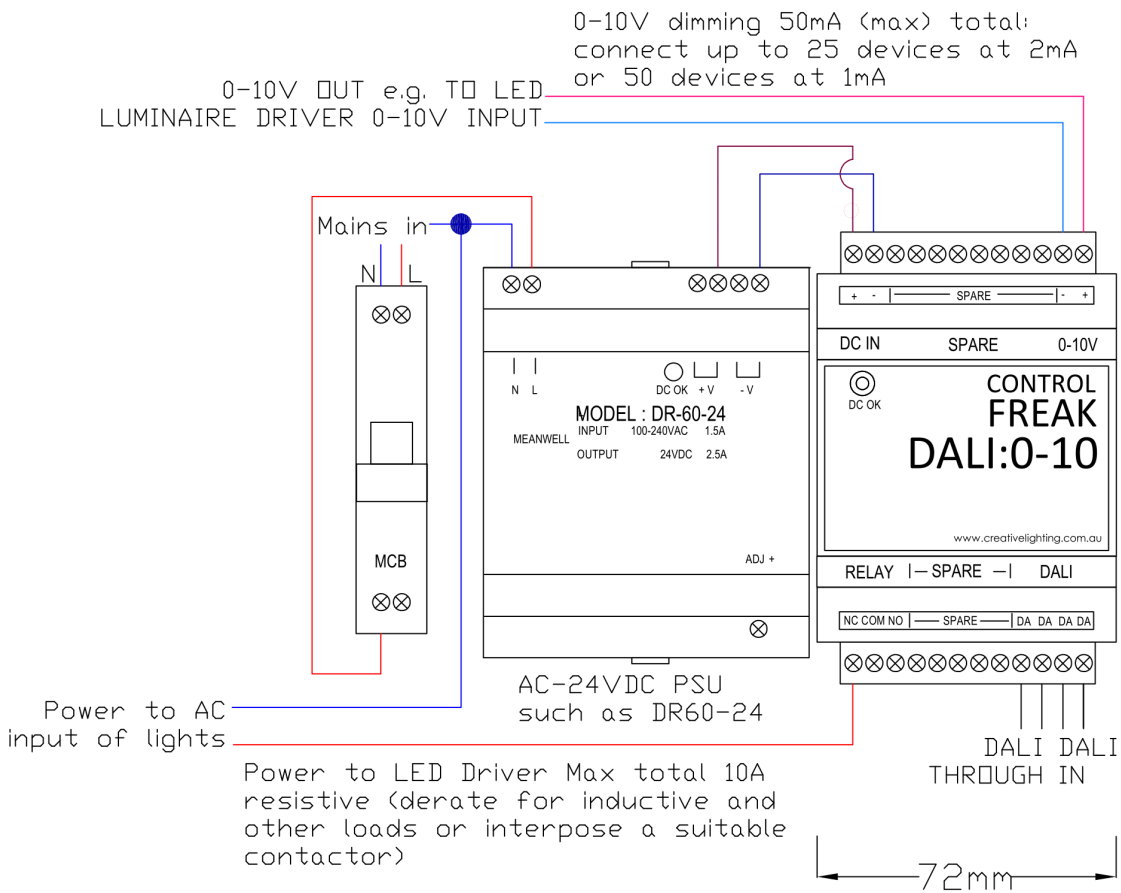 0-10V dimming 50mA (max) total:
connect up to 25 devices at 2mA
or 50 devices at 1mA
0-10V OUT e.g. TO LED
LUMINAIRE DRIVER 0-10V INPUT
Mains in
N L
MCB
N L
DC OK +V -V
MODEL : DR-60-24
MEANWELL
INPUT 100-240VAC 1.5A
OUTPUT 24VDC 2.5A
ADJ +
AC-24VDC PSU
such as DR60-24
+ - SPARE - +
DC IN SPARE 0-10V
DC OK
CONTROL
FREAK
DALI:0-10
www.creativelighting.com.au
RELAY SPARE DALI
NC COM NO SPARE DA DA DA DA
DALI DALI
THROUGH IN
Power to AC
input of lights
Power to LED Driver Max total 10A
resistive (derate for inductive and
other loads or interpose a suitable
contactor)
72mm